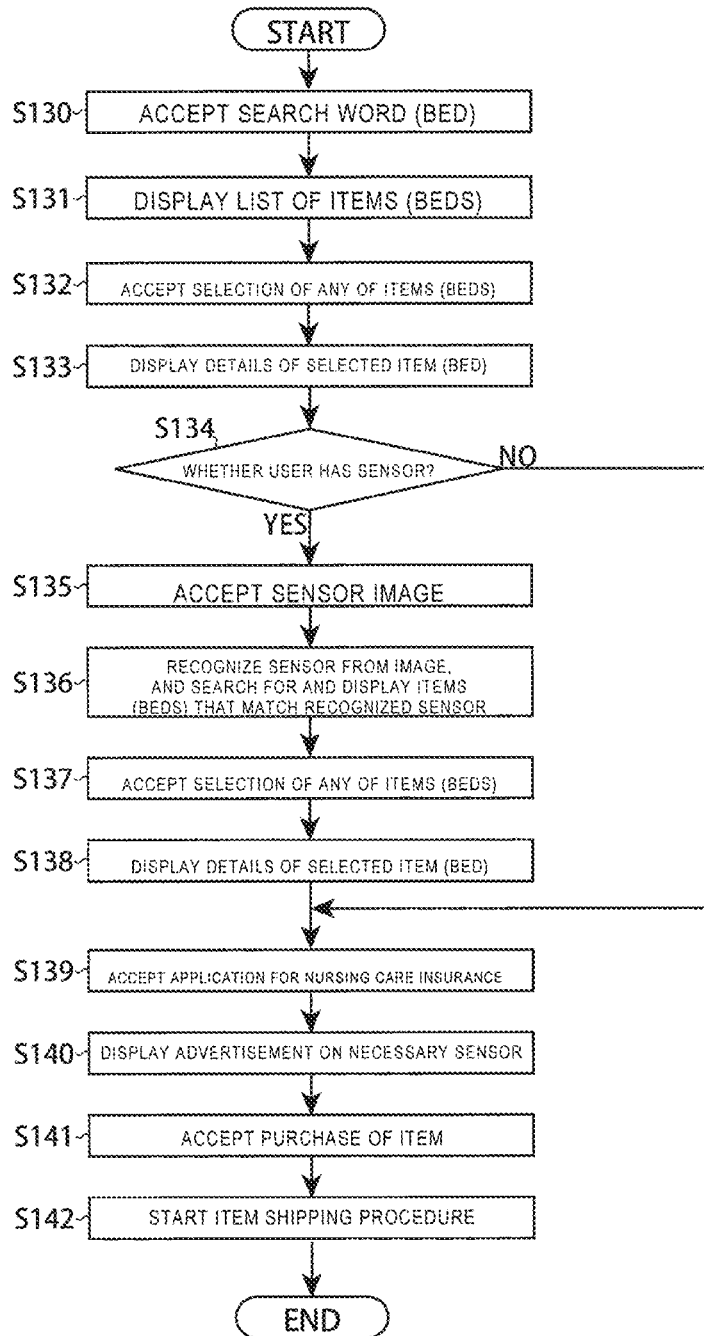 START
S130 ACCEPT SEARCH WORD (BED)
S131 DISPLAY LIST OF ITEMS (BEDS)
S132 ACCEPT SELECTION OF ANY OF ITEMS (BEDS)
S133 DISPLAY DETAILS OF SELECTED ITEM (BED)
S134
WHETHER USER HAS SENSOR? NO
YES
S135 ACCEPT SENSOR IMAGE
RECOGNIZE SENSOR FROM IMAGE,
S136 AND SEARCH FOR AND DISPLAY ITEMS
(BEDS) THAT MATCH RECOGNIZED SENSOR
S137 ACCEPT SELECTION OF ANY OF ITEMS (BEDS)
S138 DISPLAY DETAILS OF SELECTED ITEM (BED)
S139 ACCEPT APPLICATION FOR NURSING CARE INSURANCE
S140 DISPLAY ADVERTISEMENT ON NECESSARY SENSOR
S141 ACCEPT PURCHASE OF ITEM
S142 START ITEM SHIPPING PROCEDURE
END